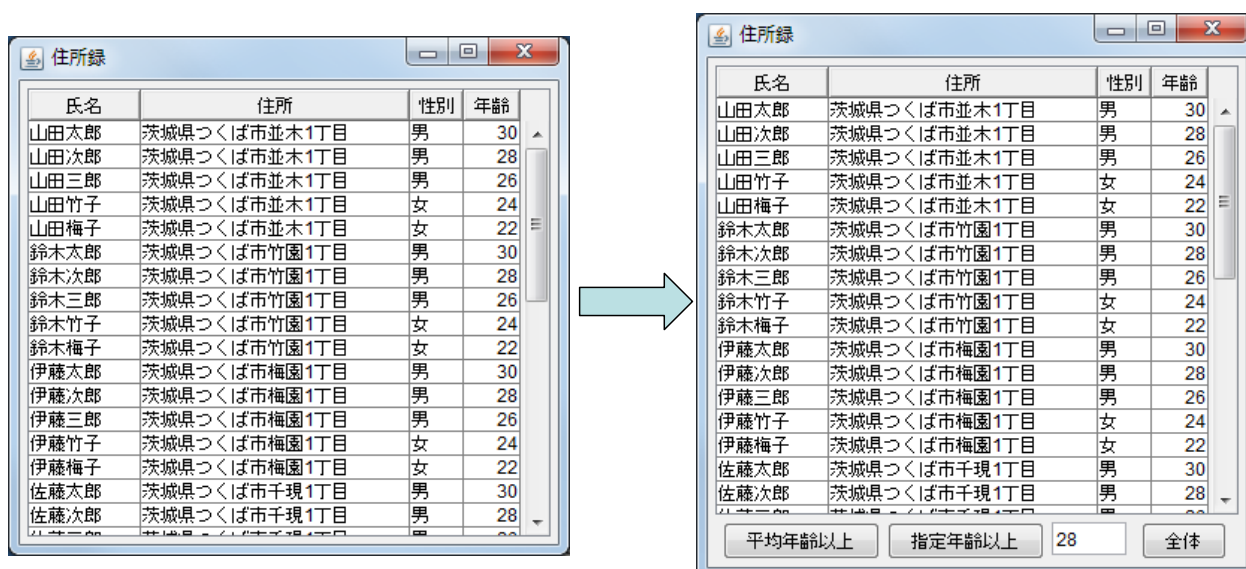 住所録
氏名 住所 性別 年齢
山田太郎 茨城県つくば市並木1丁目 男 30
山田次郎 茨城県つくば市並木1丁目 男 28
山田三郎 茨城県つくば市並木1丁目 男 26
山田竹子 茨城県つくば市並木1丁目 女 24
山田梅子 茨城県つくば市並木1丁目 女 22
鈴木太郎 茨城県つくば市竹園1丁目 男 30
鈴木次郎 茨城県つくば市竹園1丁目 男 28
鈴木三郎 茨城県つくば市竹園1丁目 男 26
鈴木竹子 茨城県つくば市竹園1丁目 女 24
鈴木梅子 茨城県つくば市竹園1丁目 女 22
伊藤太郎 茨城県つくば市梅園1丁目 男 30
伊藤次郎 茨城県つくば市梅園1丁目 男 28
伊藤三郎 茨城県つくば市梅園1丁目 男 26
伊藤竹子 茨城県つくば市梅園1丁目 女 24
伊藤梅子 茨城県つくば市梅園1丁目 女 22
佐藤太郎 茨城県つくば市千現1丁目 男 30
佐藤次郎 茨城県つくば市千現1丁目 男 28
住所録
氏名 住所 性別 年齢
山田太郎 茨城県つくば市並木1丁目 男 30
山田次郎 茨城県つくば市並木1丁目 男 28
山田三郎 茨城県つくば市並木1丁目 男 26
山田竹子 茨城県つくば市並木1丁目 女 24
山田梅子 茨城県つくば市並木1丁目 女 22
鈴木太郎 茨城県つくば市竹園1丁目 男 30
鈴木次郎 茨城県つくば市竹園1丁目 男 28
鈴木三郎 茨城県つくば市竹園1丁目 男 26
鈴木竹子 茨城県つくば市竹園1丁目 女 24
鈴木梅子 茨城県つくば市竹園1丁目 女 22
伊藤太郎 茨城県つくば市梅園1丁目 男 30
伊藤次郎 茨城県つくば市梅園1丁目 男 28
伊藤三郎 茨城県つくば市梅園1丁目 男 26
伊藤竹子 茨城県つくば市梅園1丁目 女 24
伊藤梅子 茨城県つくば市梅園1丁目 女 22
佐藤太郎 茨城県つくば市千現1丁目 男 30
佐藤次郎 茨城県つくば市千現1丁目 男 28
平均年齢以上 指定年齢以上 28 全体